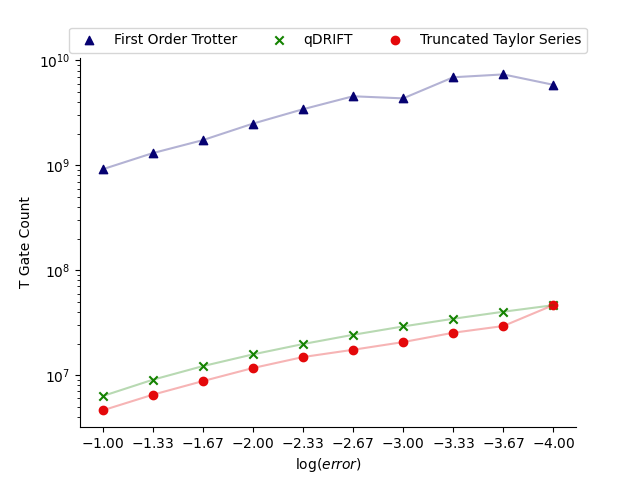 First Order Trotter qDRIFT Truncated Taylor Series
10^10
10^9
10^8
10^7
T Gate Count
−1.00 −1.33 −1.67 −2.00 −2.33 −2.67 −3.00 −3.33 −3.67 −4.00
log(error)